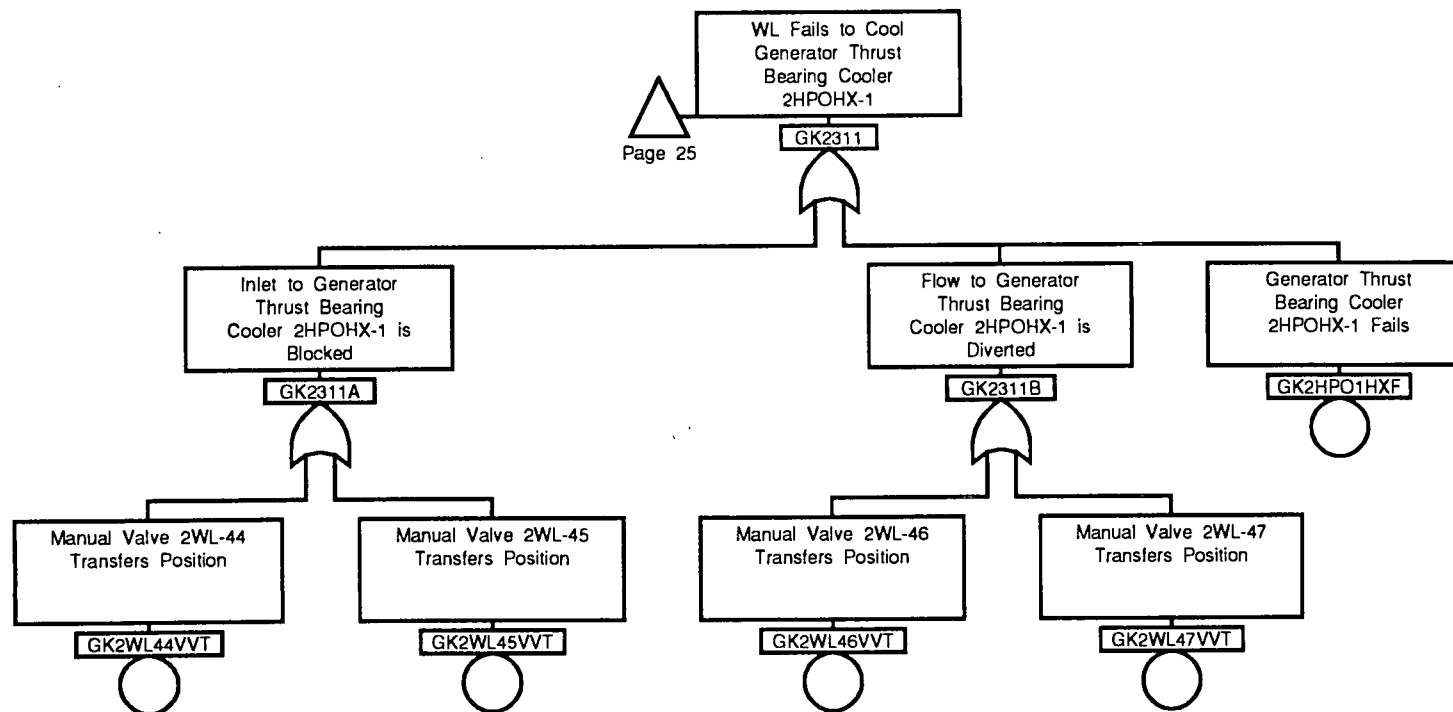 WL Fails to Cool
Generator Thrust
Bearing Cooler
2HPOHX-1
Page 25
GK2311
Inlet to Generator
Thrust Bearing
Cooler 2HPOHX-1 is
Blocked
GK2311A
Flow to Generator
Thrust Bearing
Cooler 2HPOHX-1 is
Diverted
GK2311B
Generator Thrust
Bearing Cooler
2HPOHX-1 Fails
GK2HPO1HXF
Manual Valve 2WL-44
Transfers Position
GK2WL44VVT
Manual Valve 2WL-45
Transfers Position
GK2WL45VVT
Manual Valve 2WL-46
Transfers Position
GK2WL46VVT
Manual Valve 2WL-47
Transfers Position
GK2WL47VVT